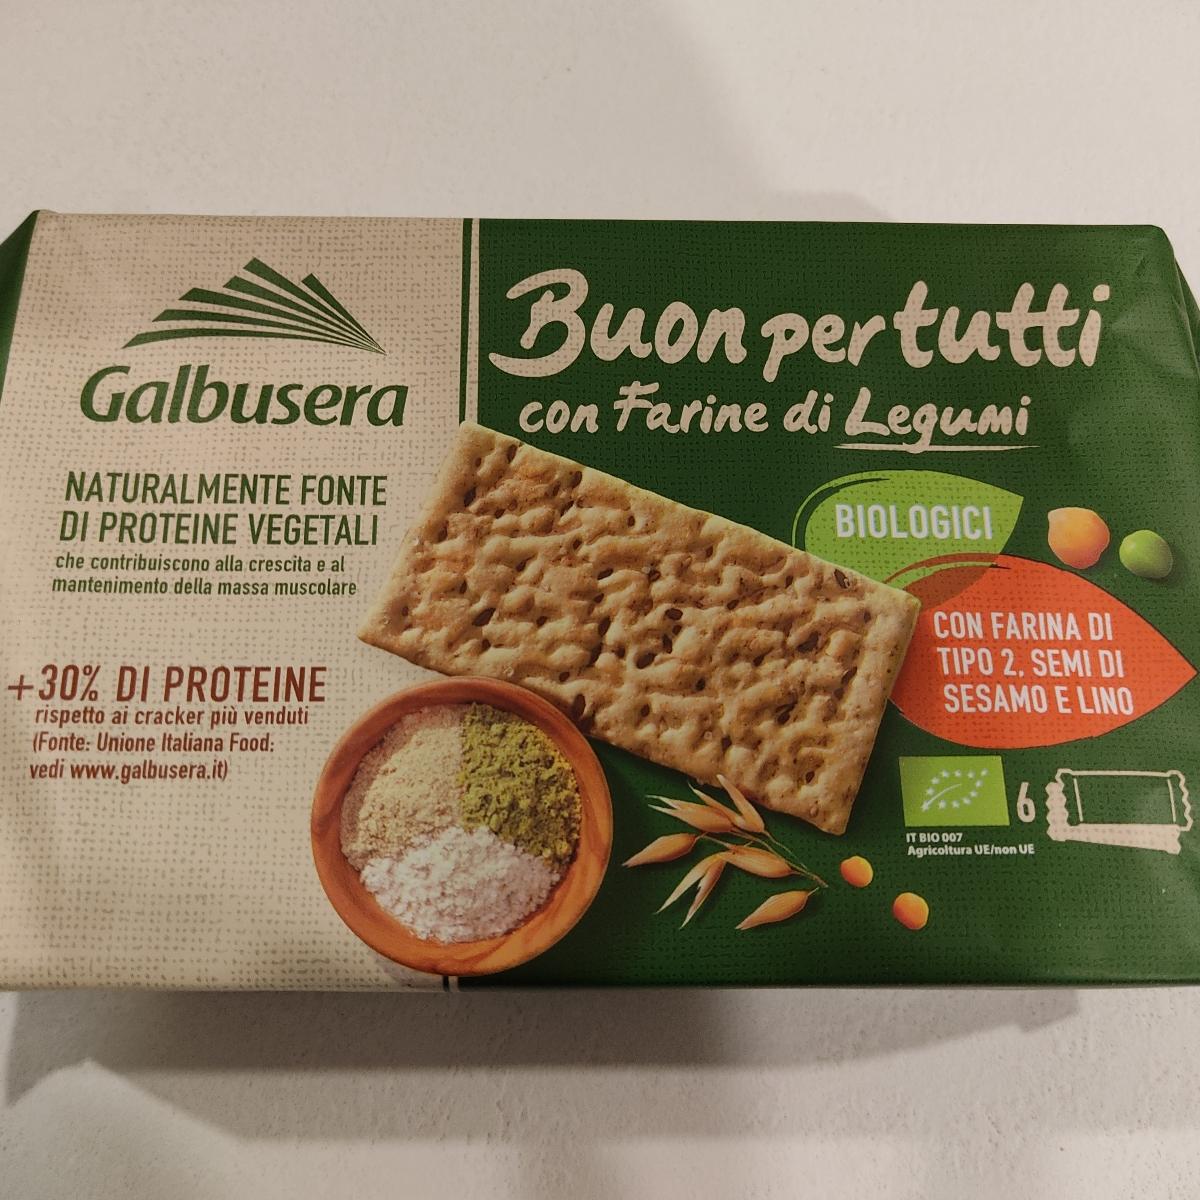 Galbusera
NATURALMENTE FONTE
DI PROTEINE VEGETALI
che contribuiscono alla crescita e al
mantenimento della massa muscolare
+30% DI PROTEINE
rispetto ai cracker più venduti
(Fonte: Unione Italiana Food:
vedi www.galbusera.it)
Buon per tutti
con Farine di Legumi
BIOLOGICI
CON FARINA DI
TIPO 2, SEMI DI
SESAMO E LINO
6
IT BIO 007
Agricoltura UE/non UE